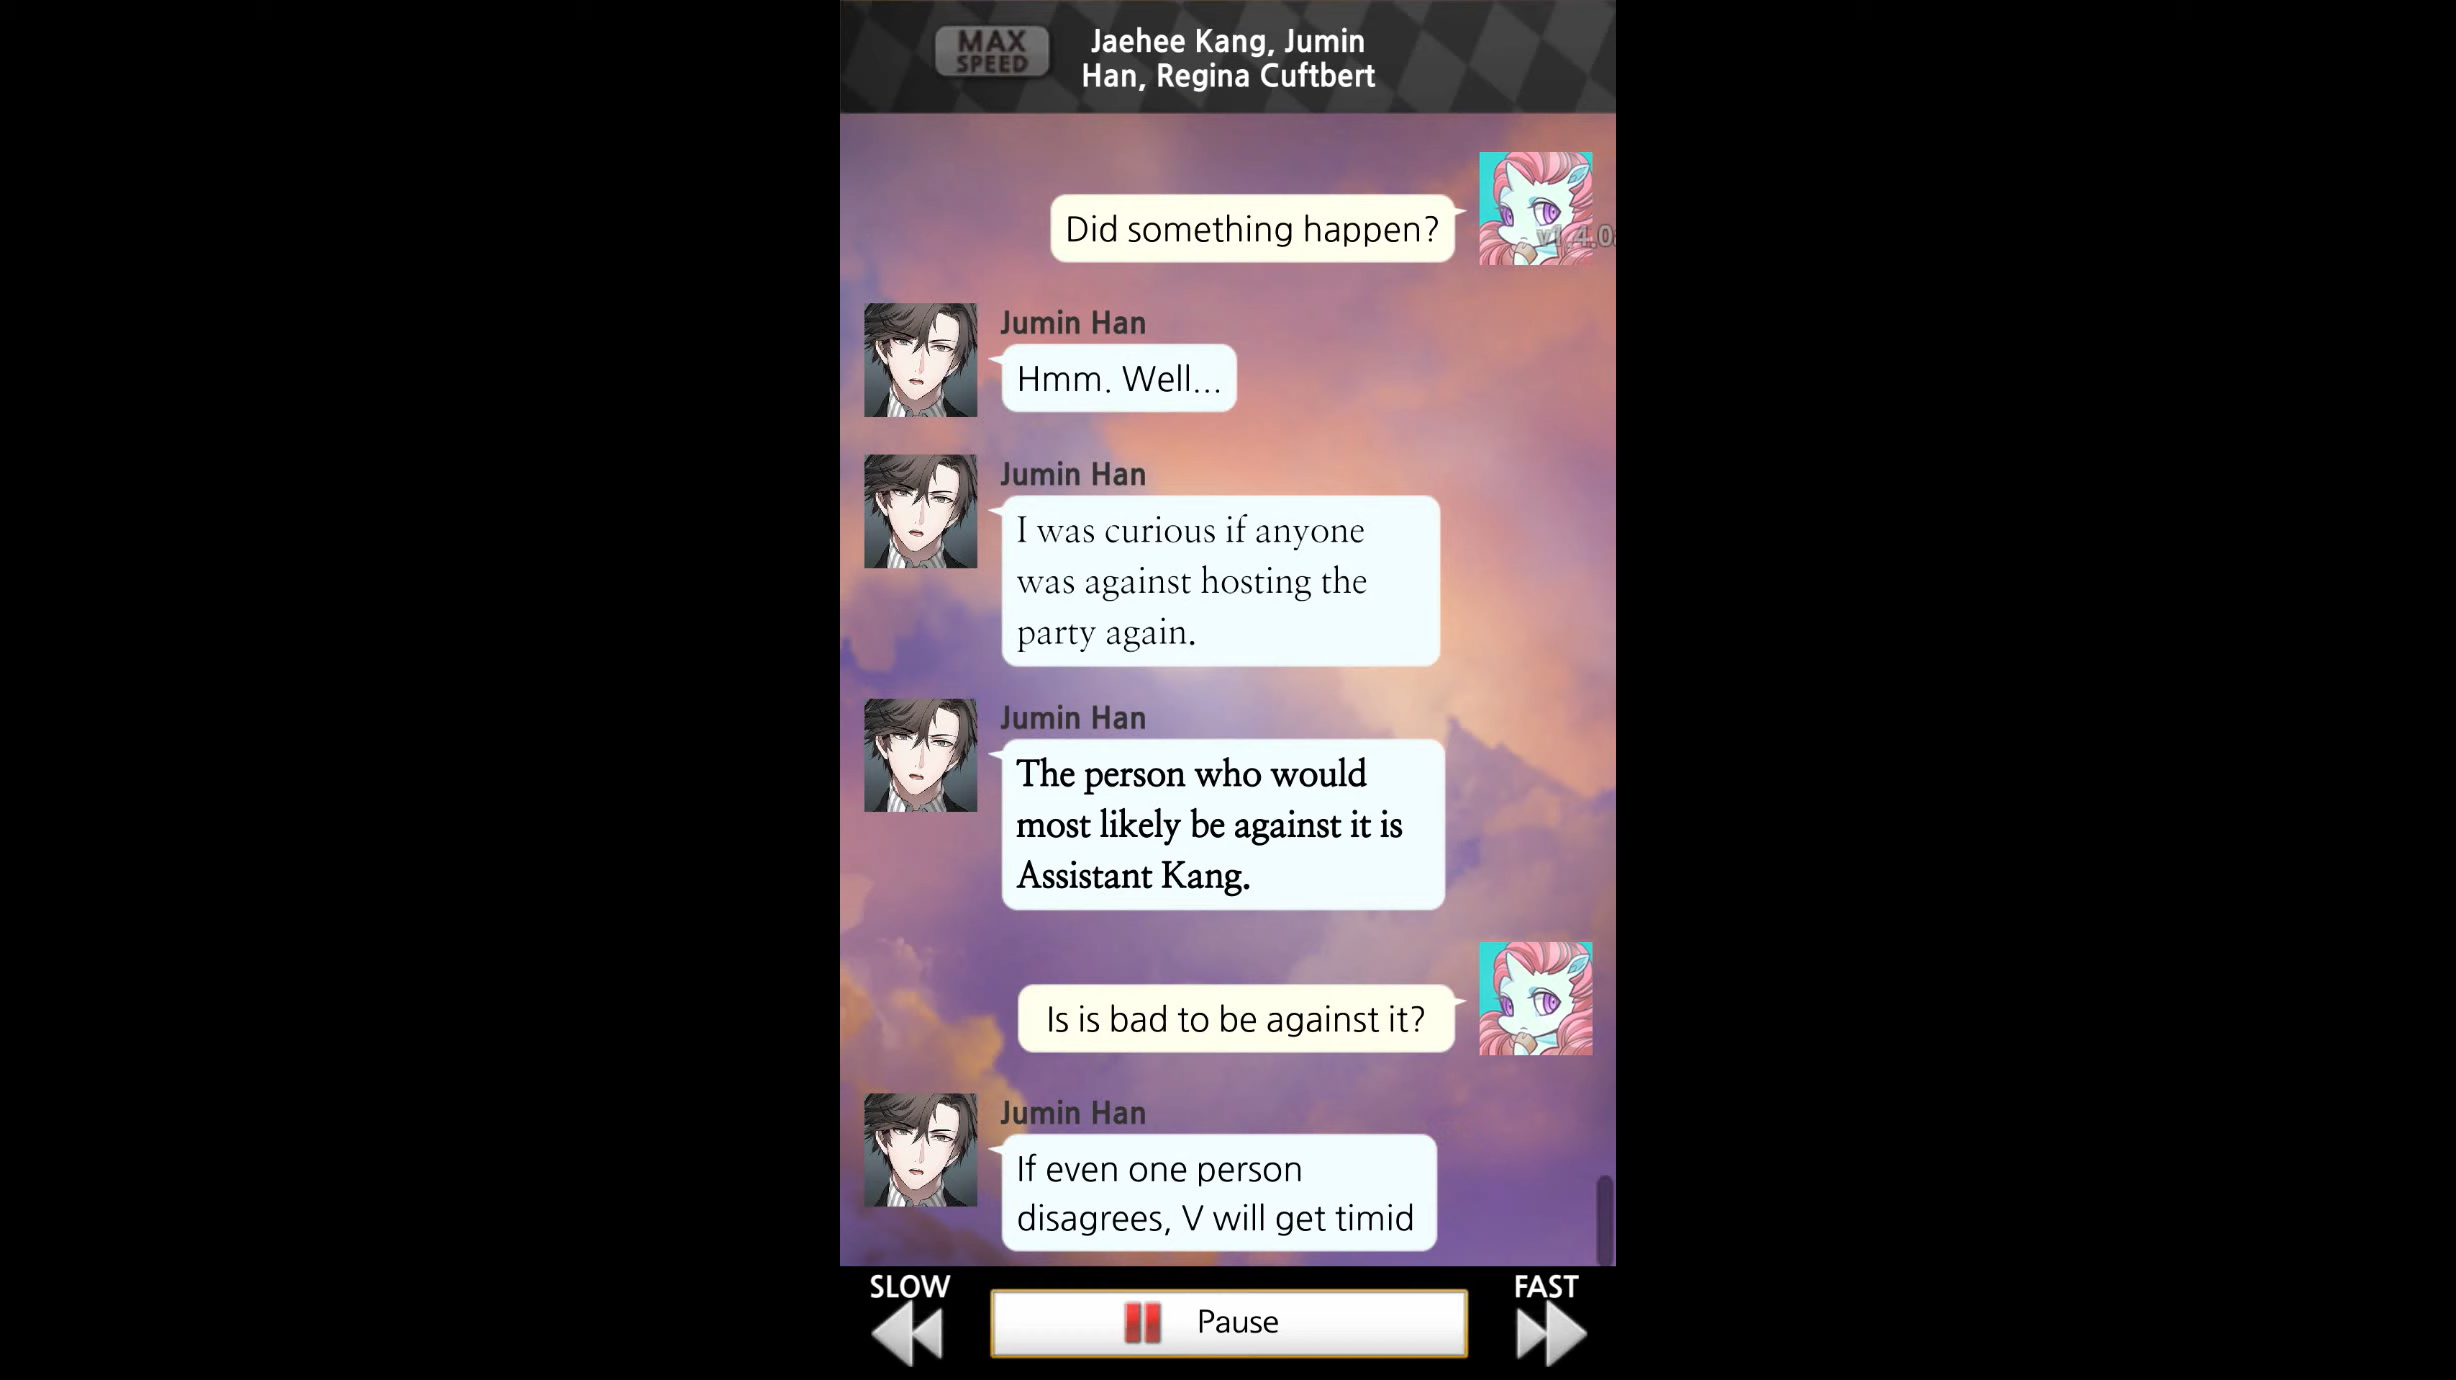 MAX
SPEED
Jaehee Kang, Jumin
Han, Regina Cuftbert
Did something happen?
v1.4.0
Jumin Han
Hmm. Well...
Jumin Han
I was curious if anyone
was against hosting the
party again.
Jumin Han
The person who would
most likely be against it is
Assistant Kang.
Is is bad to be against it?
Jumin Han
If even one person
disagrees, V will get timid
SLOW
Pause
FAST